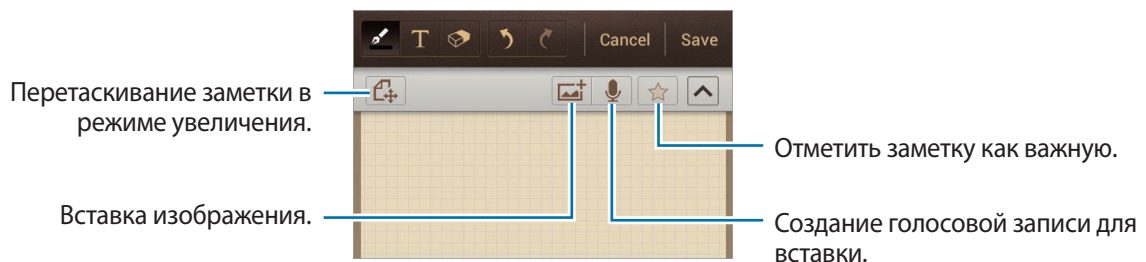 T
Cancel
Save
Перетаскивание заметки в
режиме увеличения.
Отметить заметку как важную.
Вставка изображения.
Создание голосовой записи для
вставки.